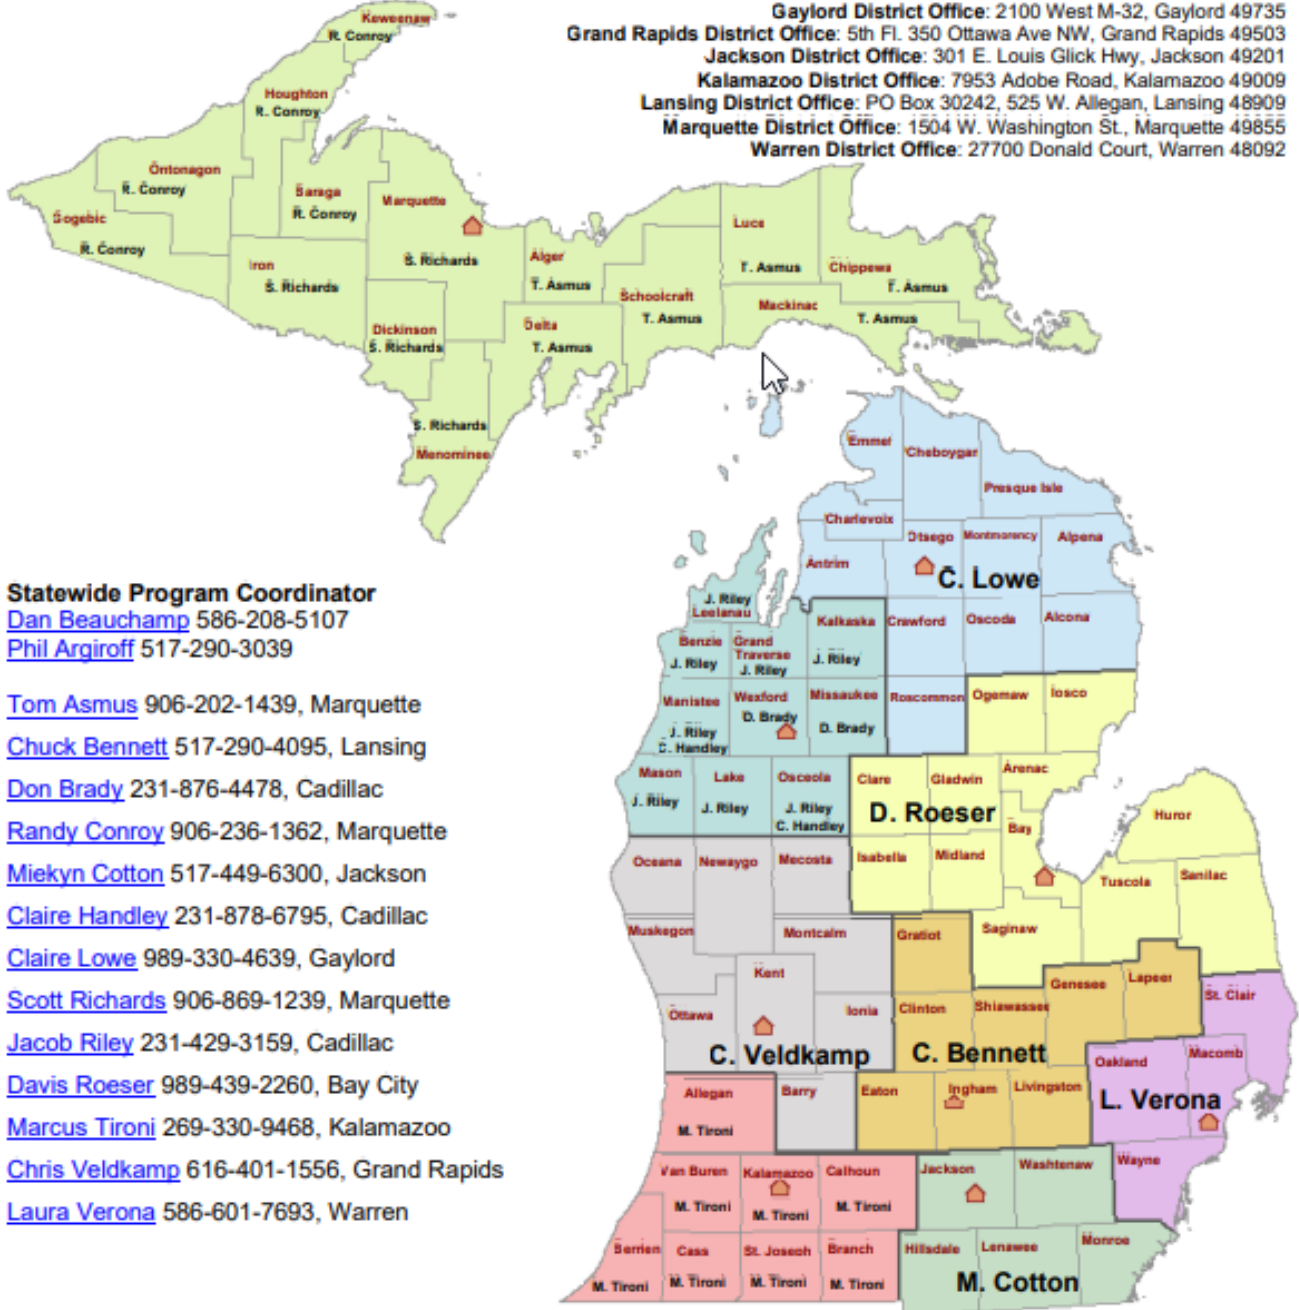 Gaylord District Office: 2100 West M-32, Gaylord 49735
Grand Rapids District Office: 5th Fl. 350 Ottawa Ave NW, Grand Rapids 49503
Jackson District Office: 301 E. Louis Glick Hwy, Jackson 49201
Kalamazoo District Office: 7953 Adobe Road, Kalamazoo 49009
Lansing District Office: PO Box 30242, 525 W. Allegan, Lansing 48909
Marquette District Office: 1504 W. Washington St., Marquette 49855
Warren District Office: 27700 Donald Court, Warren 48092
Keweenaw
R. Conroy
Houghton
R. Conroy
Ontonagon
R. Conroy
Baraga
R. Conroy
Gogebic
R. Conroy
Iron
S. Richards
Marquette
S. Richards
Dickinson
S. Richards
S. Richards
Menominee
Alger
T. Asmus
Delta
T. Asmus
Schoolcraft
T. Asmus
Luce
T. Asmus
Chippewa
T. Asmus
Mackinac
T. Asmus
Emmet
Cheboygan
Presque Isle
Charlevoix
Otsego
Montmorency
Alpena
Antrim
C. Lowe
Crawford
Oscoda
Alcona
Roscommon
J. Riley
Leelanau
Benzie
J. Riley
Grand
Traverse
J. Riley
Kalkaska
J. Riley
Manistee
J. Riley
C. Handley
Wexford
D. Brady
Missaukee
D. Brady
Mason
J. Riley
Lake
J. Riley
Osceola
J. Riley
C. Handley
Ogemaw
Iosco
Clare
Gladwin
Arenac
D. Roeser
Bay
Isabella
Midland
Huron
Tuscola
Sanilac
Saginaw
Oceana
Newaygo
Mecosta
Muskegon
Montcalm
Kent
Ottawa
Ionia
C. Veldkamp
Barry
Gratiot
Clinton
Shiawassee
Genesee
Lapeer
C. Bennett
Eaton
Ingham
Livingston
St. Clair
Oakland
Macomb
L. Verona
Wayne
Allegan
M. Tironi
Van Buren
M. Tironi
Kalamazoo
M. Tironi
Calhoun
M. Tironi
Berrien
M. Tironi
Cass
M. Tironi
St. Joseph
M. Tironi
Branch
M. Tironi
Jackson
Washtenaw
Hillsdale
Lenawee
Monroe
M. Cotton
Statewide Program Coordinator
Dan Beauchamp 586-208-5107
Phil Argiroff 517-290-3039
Tom Asmus 906-202-1439, Marquette
Chuck Bennett 517-290-4095, Lansing
Don Brady 231-876-4478, Cadillac
Randy Conroy 906-236-1362, Marquette
Miekyn Cotton 517-449-6300, Jackson
Claire Handley 231-878-6795, Cadillac
Claire Lowe 989-330-4639, Gaylord
Scott Richards 906-869-1239, Marquette
Jacob Riley 231-429-3159, Cadillac
Davis Roeser 989-439-2260, Bay City
Marcus Tironi 269-330-9468, Kalamazoo
Chris Veldkamp 616-401-1556, Grand Rapids
Laura Verona 586-601-7693, Warren